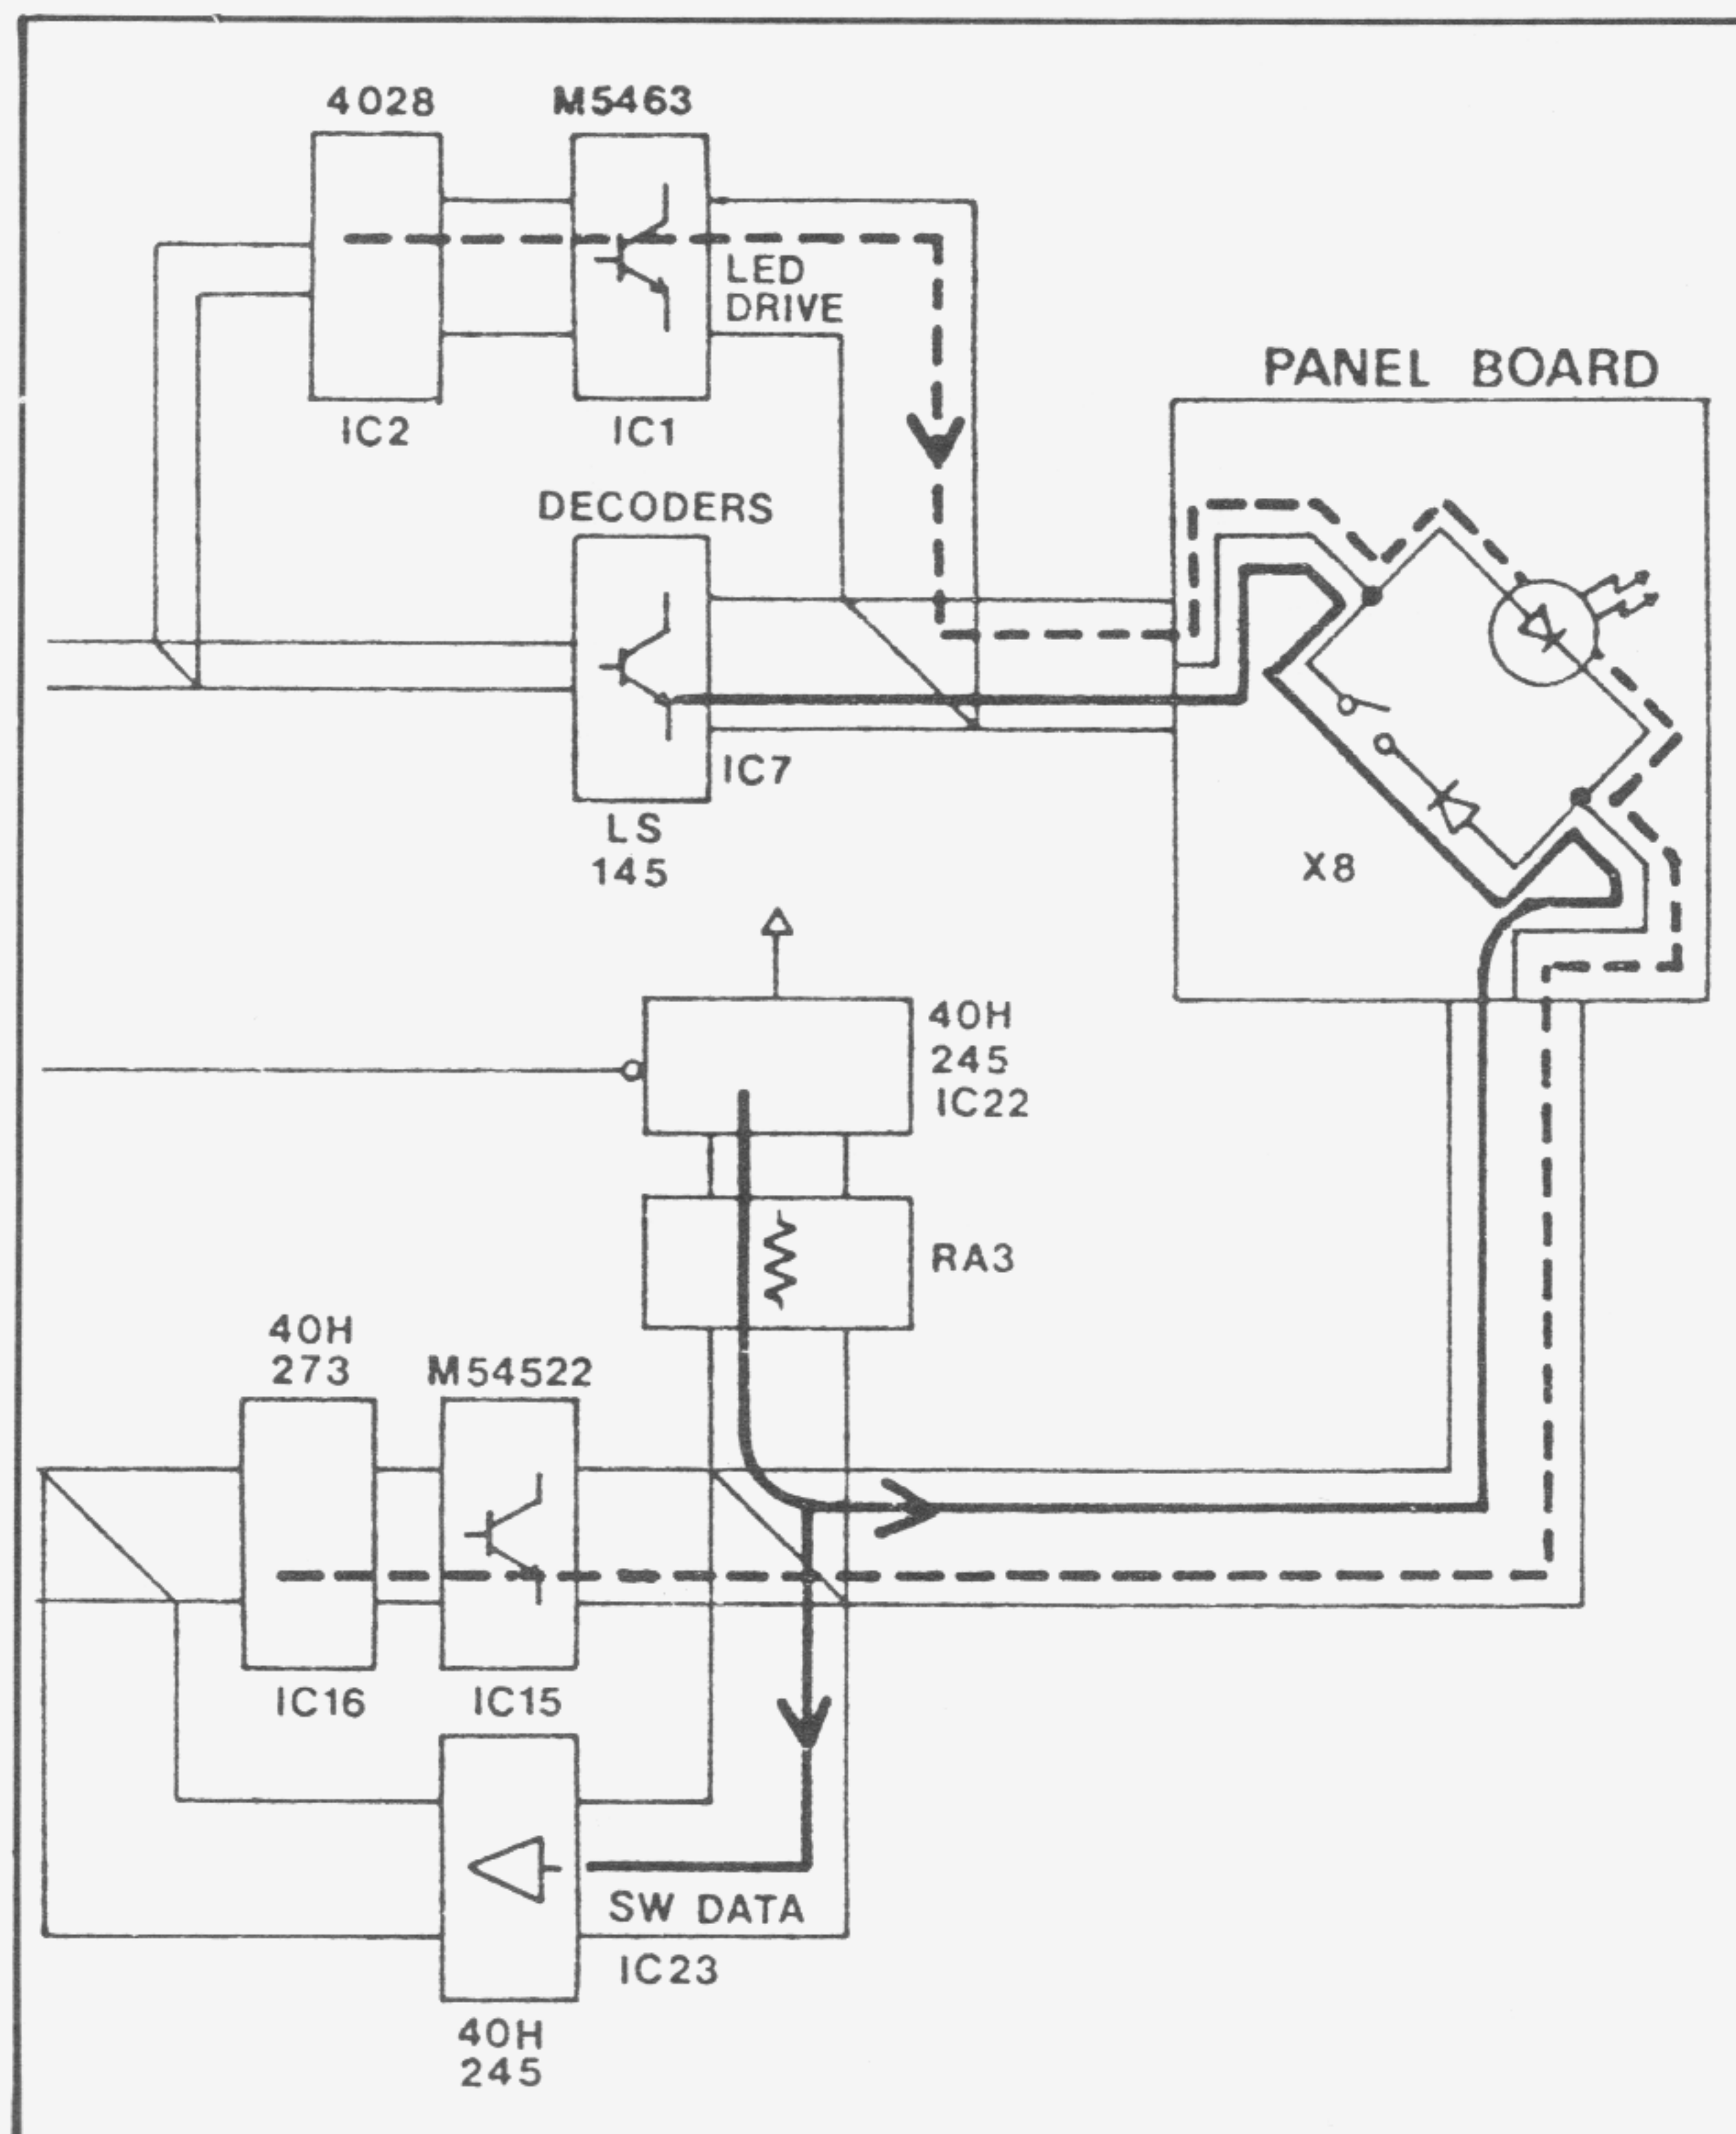 4028
M5463
LED
DRIVE
IC2
IC1
PANEL BOARD
DECODERS
IC7
LS
145
X8
40H
245
IC22
RA3
40H
273
M54522
IC16
IC15
SW DATA
IC23
40H
245